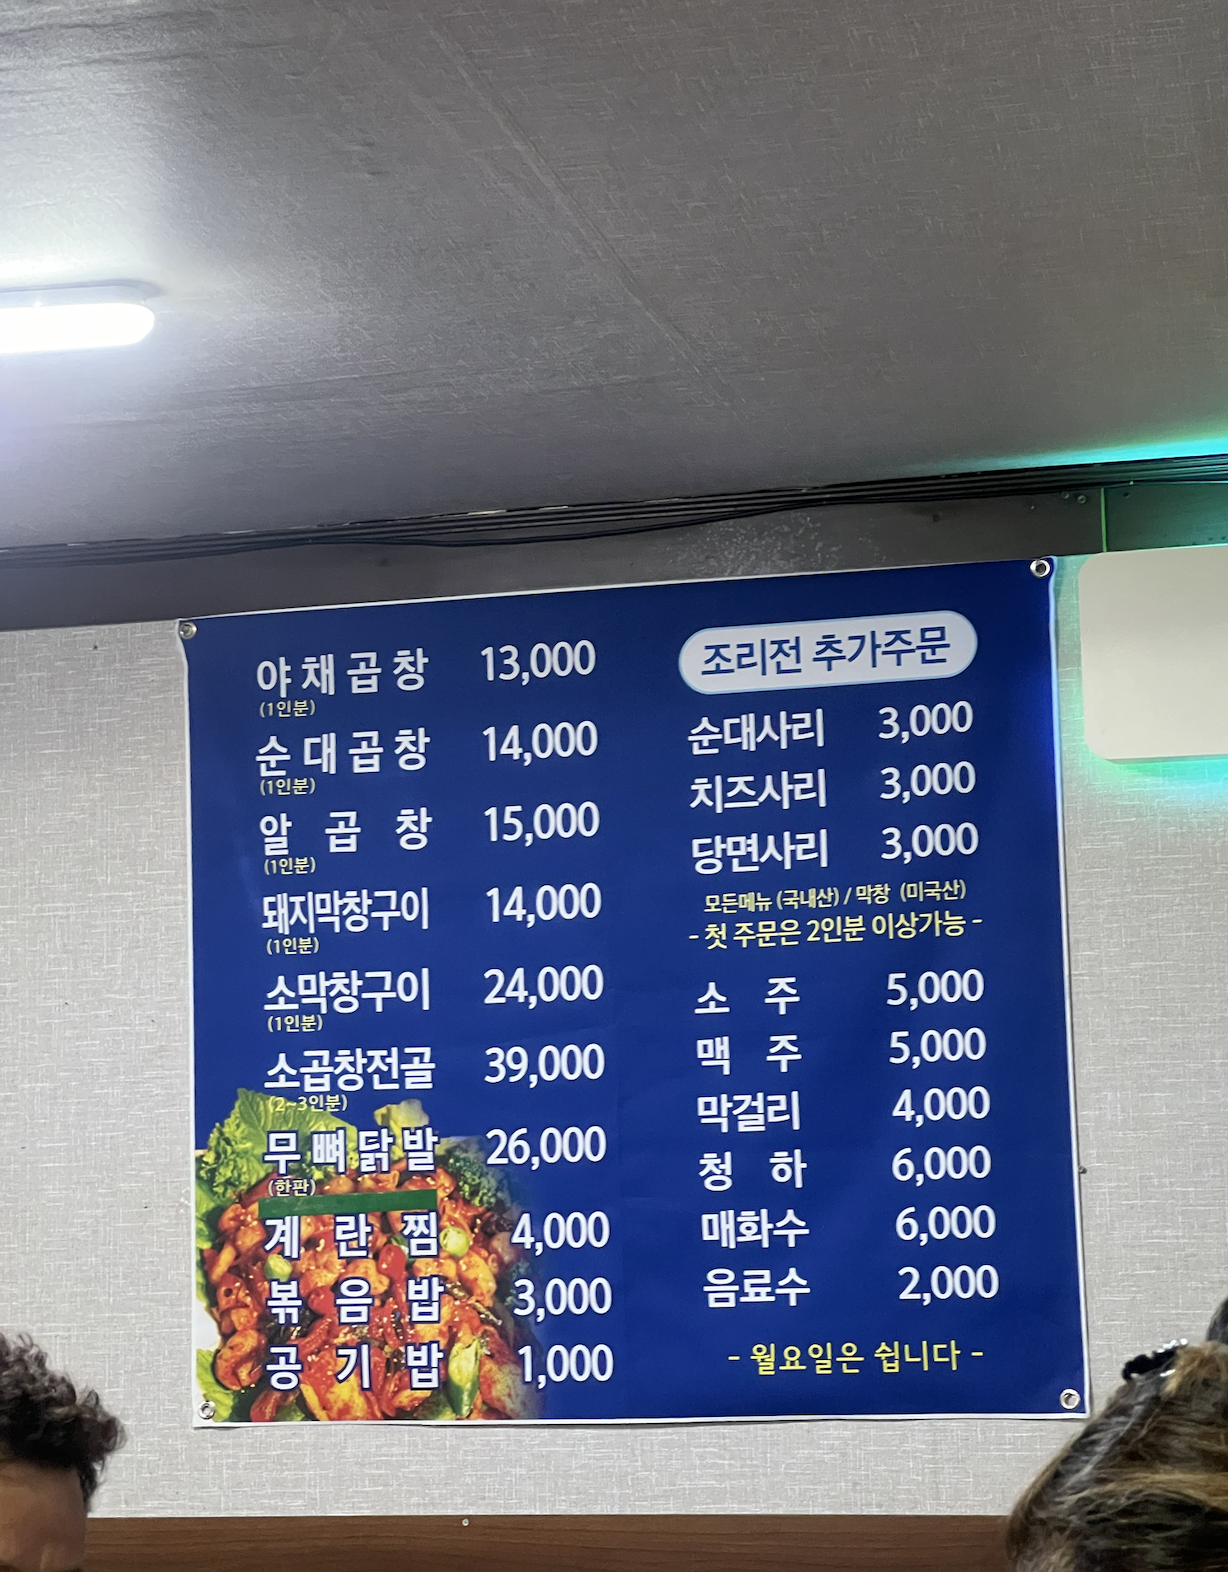 야채곱창 13,000
(1인분)
순대곱창 14,000
(1인분)
알곱창 15,000
(1인분)
돼지막창구이 14,000
(1인분)
소막창구이 24,000
(1인분)
소곱창전골 39,000
(2~3인분)
무뼈닭발 26,000
(한판)
계란찜 4,000
볶음밥 3,000
공기밥 1,000
조리전 추가주문
순대사리 3,000
치즈사리 3,000
당면사리 3,000
모든메뉴 (국내산) / 막창 (미국산)
- 첫 주문은 2인분 이상가능 -
소주 5,000
맥주 5,000
막걸리 4,000
청하 6,000
매화수 6,000
음료수 2,000
- 월요일은 쉽니다 -